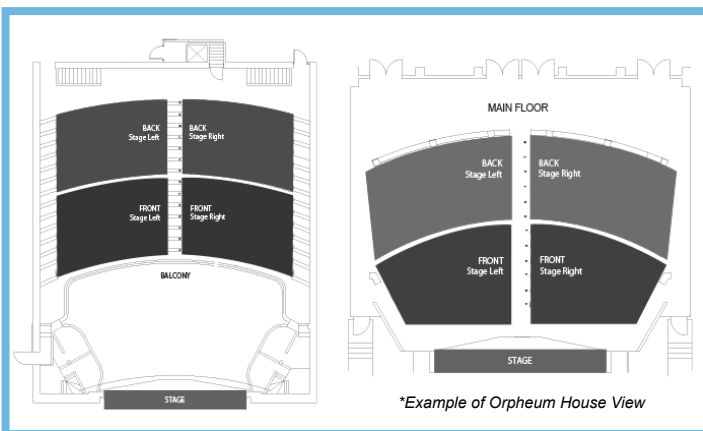 BACK
Stage Left
BACK
Stage Right
FRONT
Stage Left
FRONT
Stage Right
BALCONY
STAGE
MAIN FLOOR
BACK
Stage Left
BACK
Stage Right
FRONT
Stage Left
FRONT
Stage Right
STAGE
*Example of Orpheum House View